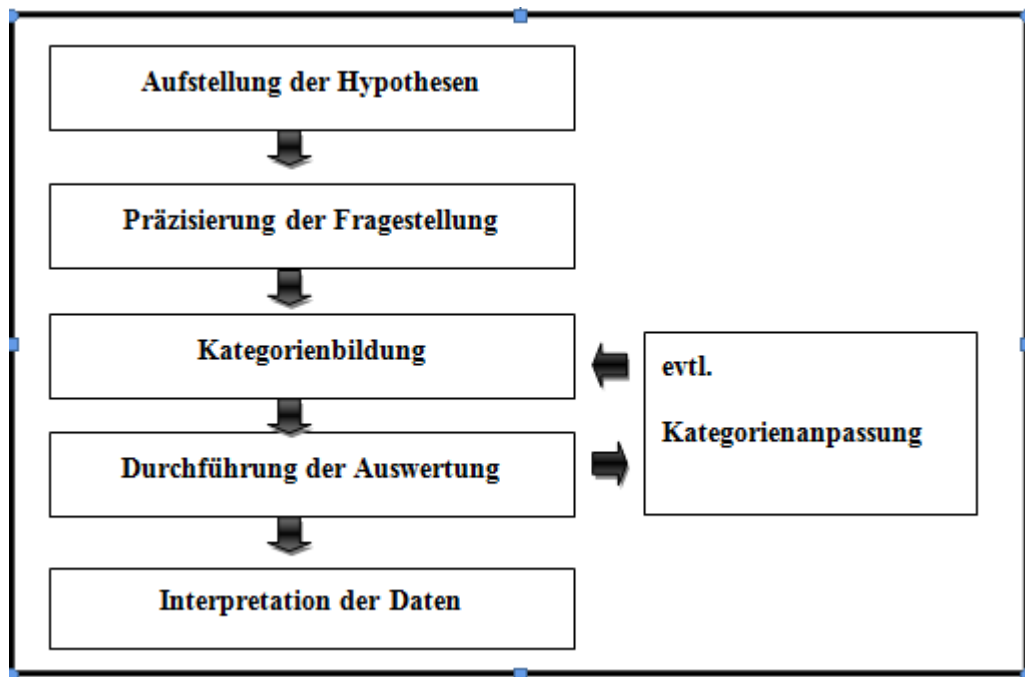 Aufstellung der Hypothesen
Präzisierung der Fragestellung
Kategorienbildung
evtl.
Kategorienanpassung
Durchführung der Auswertung
Interpretation der Daten